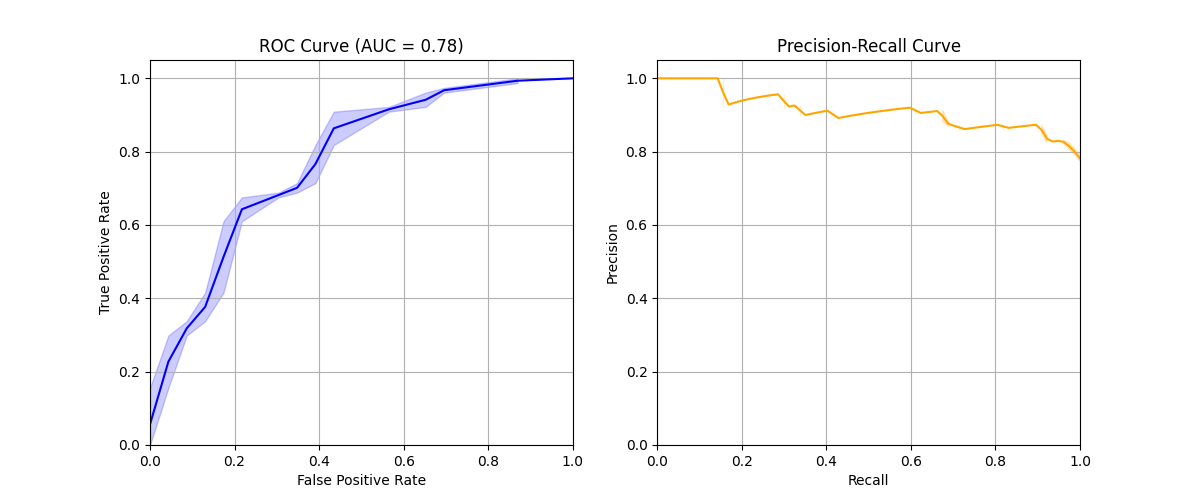 ROC Curve (AUC = 0.78)
1.0
0.8
0.6
0.4
0.2
0.0
True Positive Rate
0.0 0.2 0.4 0.6 0.8 1.0
False Positive Rate
Precision-Recall Curve
1.0
0.8
0.6
0.4
0.2
0.0
Precision
0.0 0.2 0.4 0.6 0.8 1.0
Recall